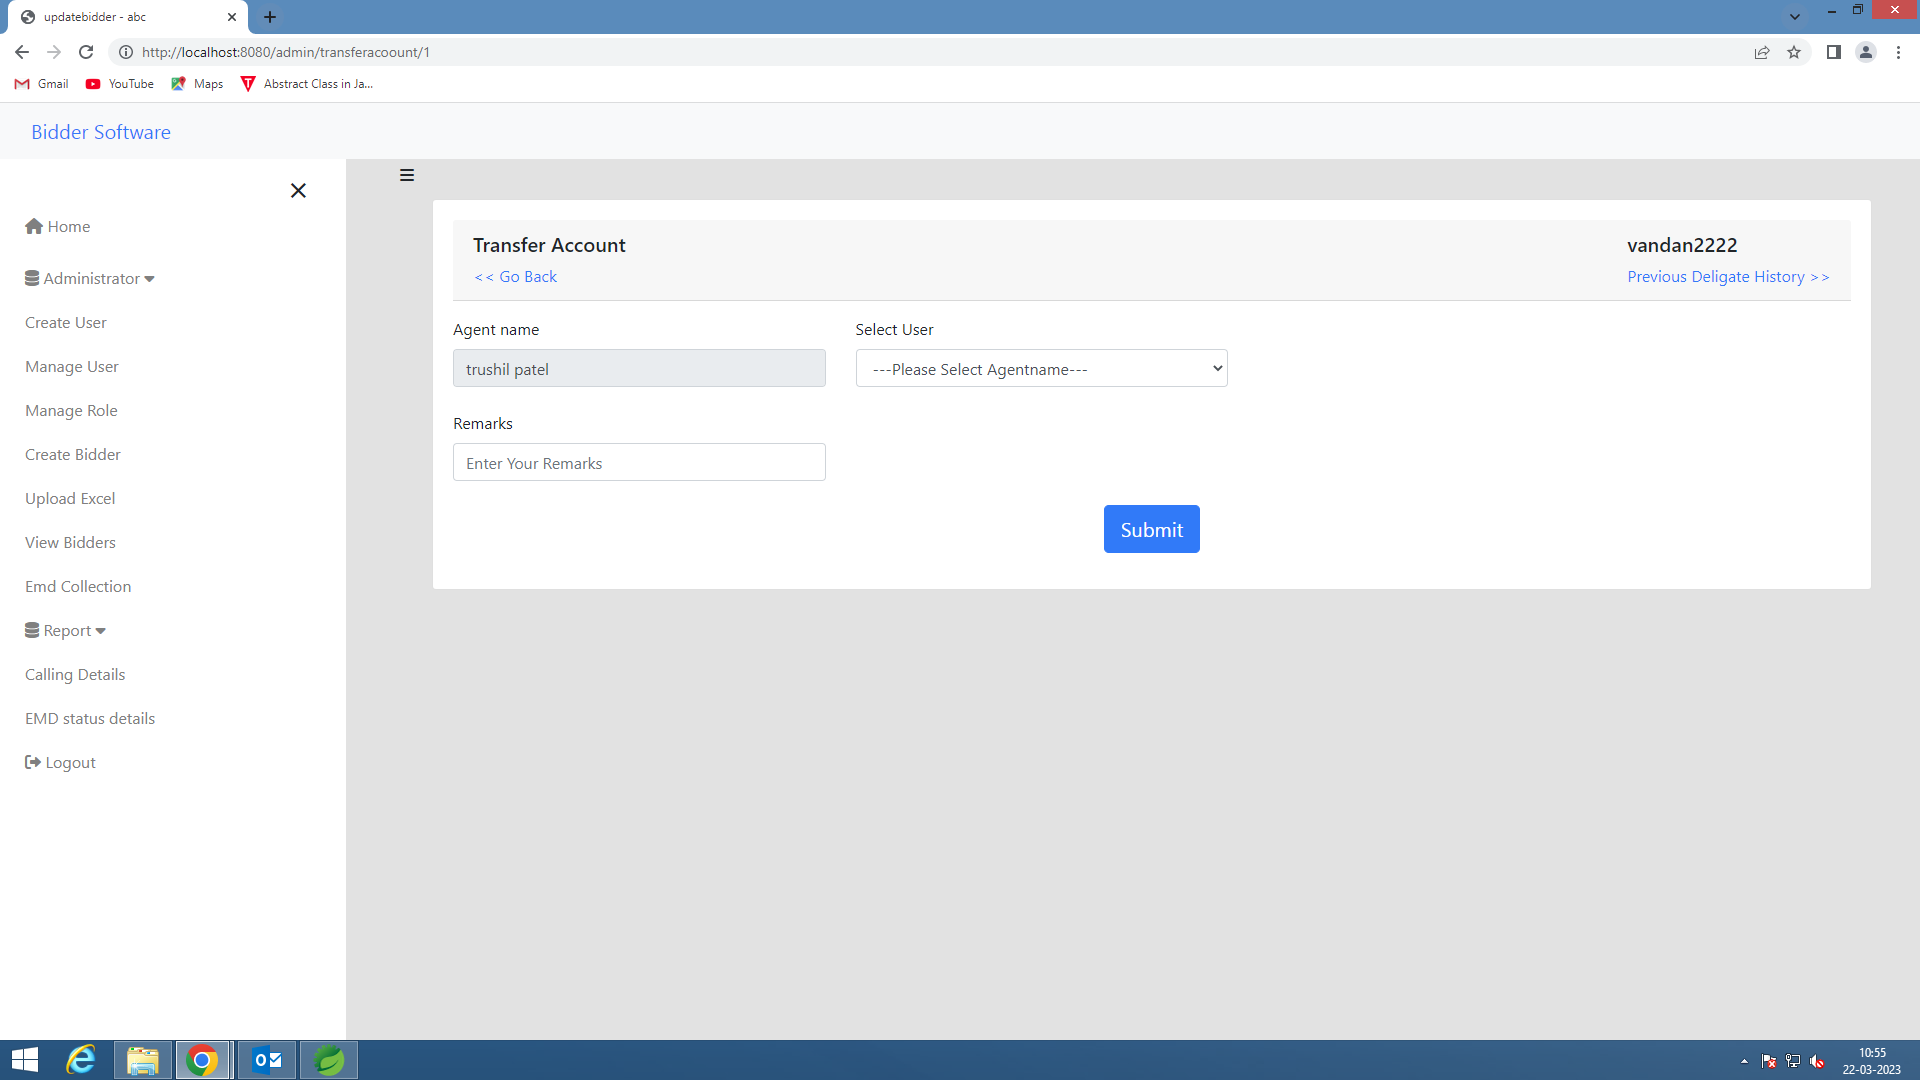 updatebidder - abc
http://localhost:8080/admin/transferacoount/1
Gmail
YouTube
Maps
Abstract Class in Ja...
Bidder Software
Home
Administrator
Create User
Manage User
Manage Role
Create Bidder
Upload Excel
View Bidders
Emd Collection
Report
Calling Details
EMD status details
Logout
Transfer Account
<< Go Back
vandan2222
Previous Deligate History >>
Agent name
trushil patel
Select User
---Please Select Agentname---
Remarks
Enter Your Remarks
Submit
10:55
22-03-2023